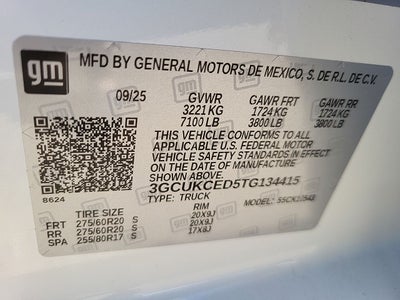 gm MFD BY GENERAL MOTORS DE MEXICO, S. DE R.L. DE C.V.
09/25 GVWR GAWR FRT GAWR RR
3221 KG 1724 KG 1724 KG
7100 LB 3800 LB 3800 LB
THIS VEHICLE CONFORMS TO ALL
APPLICABLE U.S. FEDERAL MOTOR
VEHICLE SAFETY STANDARDS IN
EFFECT ON THE DATE OF MANUFACTURE
SHOWN ABOVE.
3GCUKCED5TG134415
8624 TYPE: TRUCK MODEL:
TIRE SIZE RIM
FRT 275/60R20 S 20X9J
RR 275/60R20 S 20X9J
SPA 255/80R17 S 17X8J